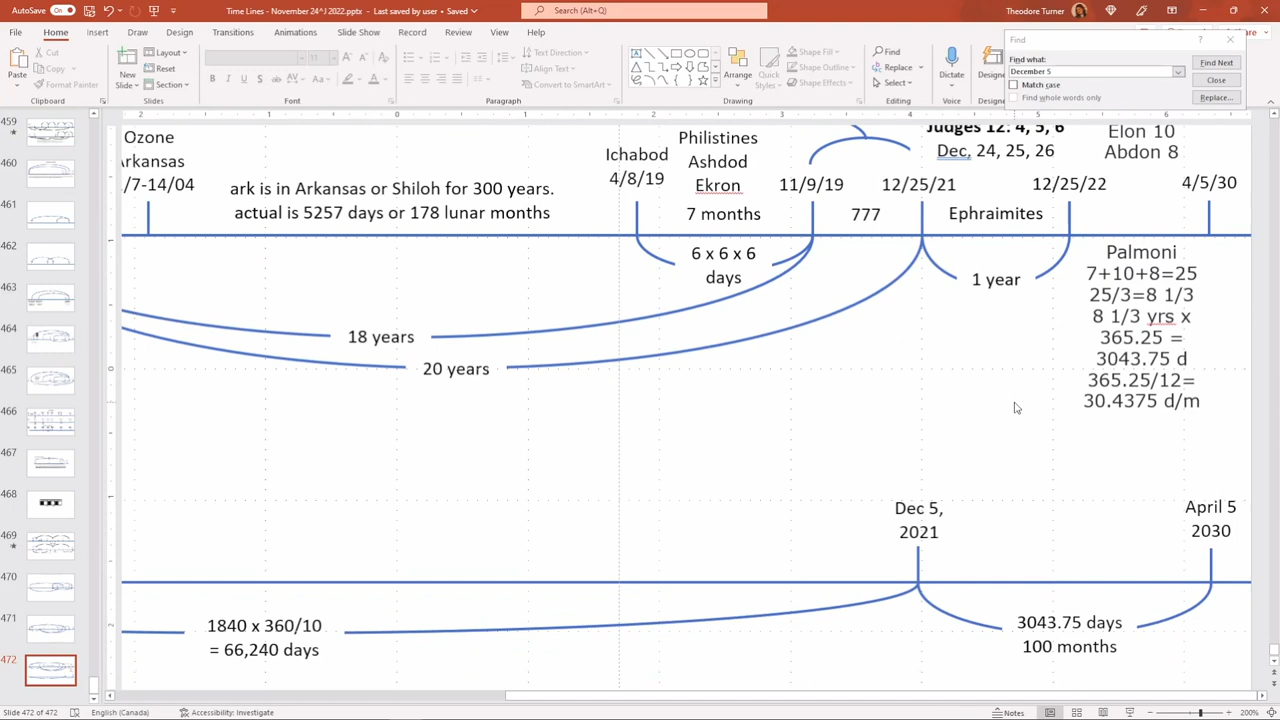 AutoSave On
Time Lines - November 24^J 2022.pptx • Last saved by user • Saved
Search (Alt+Q)
Theodore Turner
File Home Insert Draw Design Transitions Animations Slide Show Record Review View Help
Cut
Copy
Format Painter
Paste
Clipboard
New Slide
Layout
Reset
Section
Slides
Font
Text Direction
Align Text
Convert to SmartArt
Paragraph
Arrange
Quick Styles
Shape Fill
Shape Outline
Shape Effects
Drawing
Find
Replace
Select
Editing
Dictate
Voice
Designe
Find
Find what:
December 5
Match case
Find whole words only
Find Next
Close
Replace...
2 1 0 1 2 3 4 5 6
459
460
461
462
463
464
465
466
467
468
469
470
471
472
Ozone
Arkansas
/7-14/04
ark is in Arkansas or Shiloh for 300 years.
actual is 5257 days or 178 lunar months
Ichabod
4/8/19
Philistines
Ashdod
Ekron
7 months
11/9/19
777
Judges 12: 4, 5, 6
Dec, 24, 25, 26
12/25/21
Ephraimites
Elon 10
Abdon 8
12/25/22
4/5/30
6 x 6 x 6
days
1 year
18 years
20 years
Palmoni
7+10+8=25
25/3=8 1/3
8 1/3 yrs x
365.25 =
3043.75 d
365.25/12=
30.4375 d/m
Dec 5,
2021
April 5
2030
1840 x 360/10
= 66,240 days
3043.75 days
100 months
Slide 472 of 472
English (Canada)
Accessibility: Investigate
Notes
200%